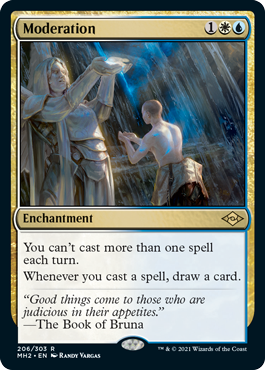 Moderation 1
Enchantment
You can't cast more than one spell
each turn.
Whenever you cast a spell, draw a card.
“Good things come to those who are
judicious in their appetites.”
—The Book of Bruna
206/303 R
MH2 • EN Randy Vargas ™ & © 2021 Wizards of the Coast